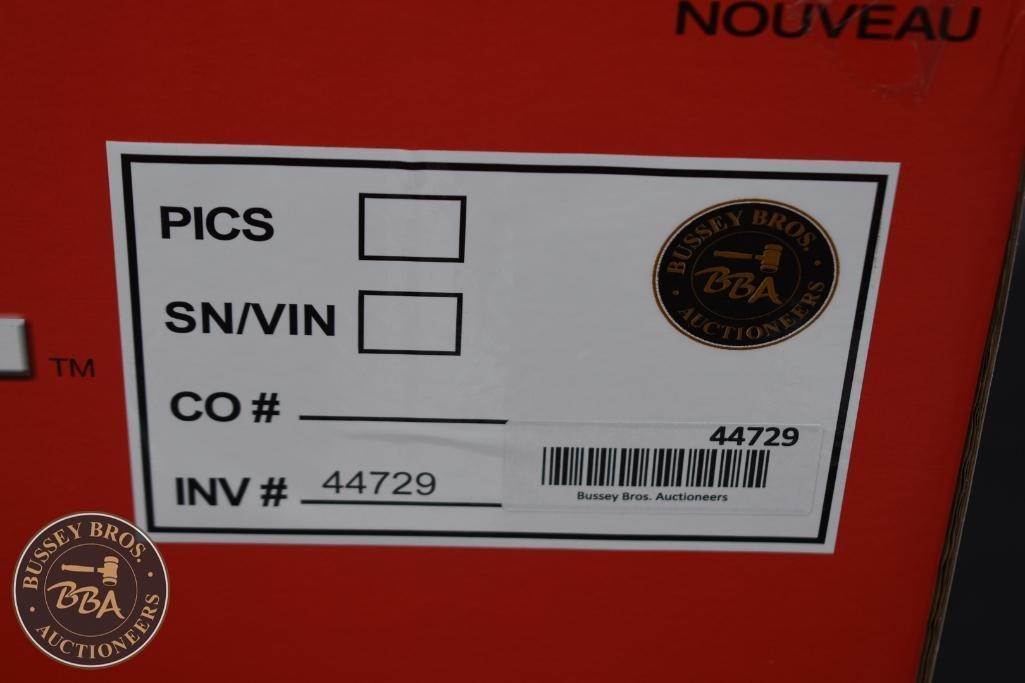 NOUVEAU
PICS
BUSSEY BROS.
BBA
AUCTIONEERS
SN/VIN
TM
CO #
44729
INV # 44729
Bussey Bros. Auctioneers
BUSSEY BROS.
BBA
AUCTIONEERS